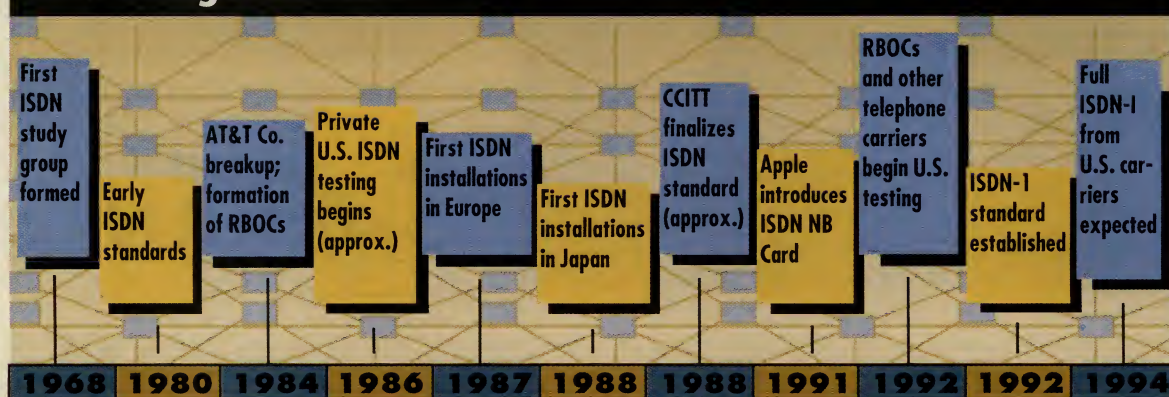 First
ISDN
study
group
formed
Early
ISDN
standards
AT&T Co.
breakup;
formation
of RBOCs
Private
U.S. ISDN
testing
begins
(approx.)
First ISDN
installations
in Europe
First ISDN
installations
in Japan
CCITT
finalizes
ISDN
standard
(approx.)
Apple
introduces
ISDN NB
Card
RBOCs
and other
telephone
carriers
begin U.S.
testing
ISDN-1
standard
established
Full
ISDN-1
from
U.S. car-
riers
expected
1968 1980 1984 1986 1987 1988 1988 1991 1992 1992 1994